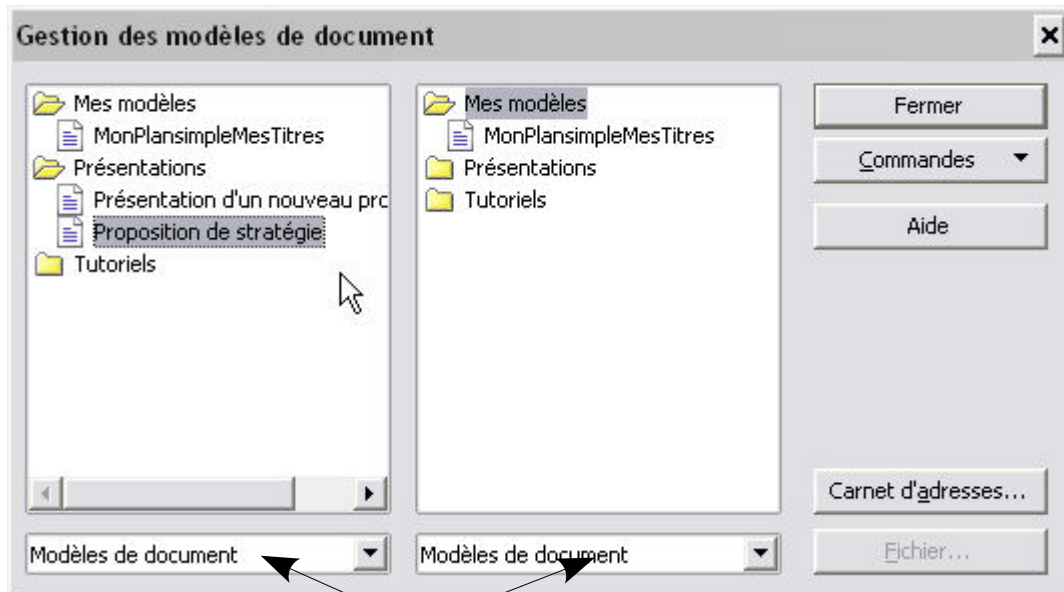 Gestion des modèles de document
Mes modèles
MonPlansimpleMesTitres
Présentations
Présentation d'un nouveau prc
Proposition de stratégie
Tutoriels
Modèles de document
Mes modèles
MonPlansimpleMesTitres
Présentations
Tutoriels
Modèles de document
Fermer
Commandes
Aide
Carnet d'adresses...
Fichier...